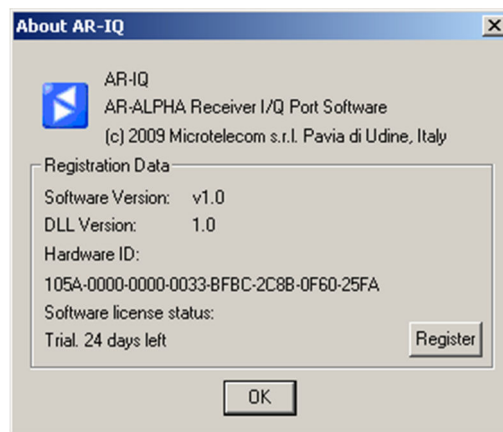 About AR-IQ
AR-IQ
AR-ALPHA Receiver I/Q Port Software
(c) 2009 Microtelecom s.r.l. Pavia di Udine, Italy
Registration Data
Software Version: v1.0
DLL Version: 1.0
Hardware ID:
105A-0000-0000-0033-BFBC-2C8B-0F60-25FA
Software license status:
Trial. 24 days left
Register
OK